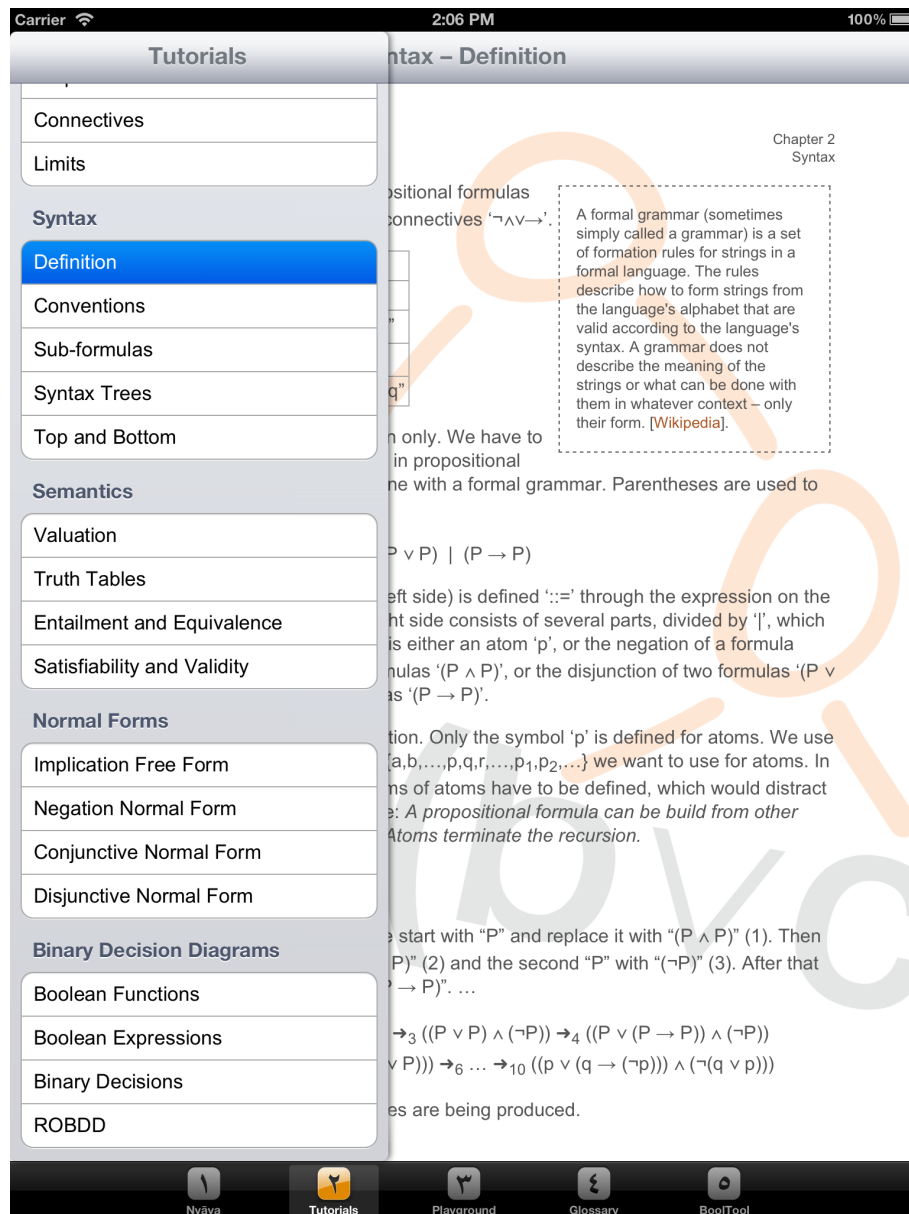 Carrier 2:06 PM 100%
Tutorials
ntax – Definition
Connectives
Limits
Syntax
Definition
Conventions
Sub-formulas
Syntax Trees
Top and Bottom
Semantics
Valuation
Truth Tables
Entailment and Equivalence
Satisfiability and Validity
Normal Forms
Implication Free Form
Negation Normal Form
Conjunctive Normal Form
Disjunctive Normal Form
Binary Decision Diagrams
Boolean Functions
Boolean Expressions
Binary Decisions
ROBDD
Chapter 2
Syntax
ositional formulas
connectives ‘¬∧∨→’.
”
q”
A formal grammar (sometimes
simply called a grammar) is a set
of formation rules for strings in a
formal language. The rules
describe how to form strings from
the language's alphabet that are
valid according to the language's
syntax. A grammar does not
describe the meaning of the
strings or what can be done with
them in whatever context – only
their form. [Wikipedia].
n only. We have to
in propositional
ne with a formal grammar. Parentheses are used to
P ∨ P) | (P → P)
eft side) is defined ‘::=’ through the expression on the
ht side consists of several parts, divided by ‘|’, which
is either an atom ‘p’, or the negation of a formula
nulas ‘(P ∧ P)’, or the disjunction of two formulas ‘(P ∨
as ‘(P → P)’.
tion. Only the symbol ‘p’ is defined for atoms. We use
{a,b,…,p,q,r,…,p₁,p₂,…} we want to use for atoms. In
ms of atoms have to be defined, which would distract
e: A propositional formula can be build from other
Atoms terminate the recursion.
(b∨c
e start with “P” and replace it with “(P ∧ P)” (1). Then
P)” (2) and the second “P” with “(¬P)” (3). After that
P → P)”. …
➜₃ ((P ∨ P) ∧ (¬P)) ➜₄ ((P ∨ (P → P)) ∧ (¬P))
∨ P))) ➜₆ … ➜₁₀ ((p ∨ (q → (¬p))) ∧ (¬(q ∨ p)))
es are being produced.
١ ٢ ٣ ٤ ٥
Nyāya Tutorials Playground Glossary BoolTool